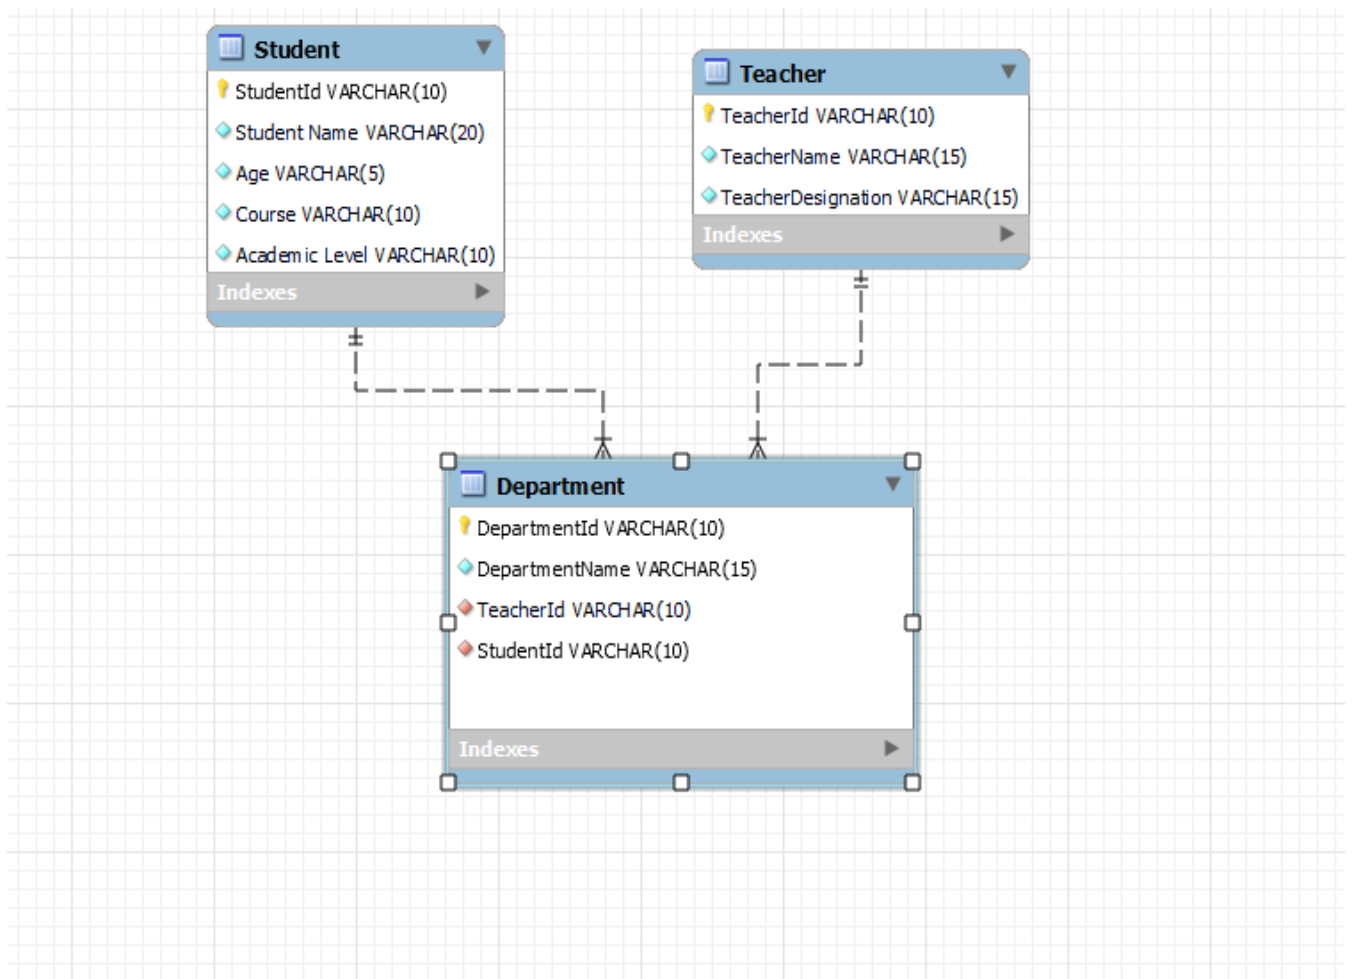 Student
StudentId VARCHAR(10)
Student Name VARCHAR(20)
Age VARCHAR(5)
Course VARCHAR(10)
Academic Level VARCHAR(10)
Indexes
Teacher
TeacherId VARCHAR(10)
TeacherName VARCHAR(15)
TeacherDesignation VARCHAR(15)
Indexes
Department
DepartmentId VARCHAR(10)
DepartmentName VARCHAR(15)
TeacherId VARCHAR(10)
StudentId VARCHAR(10)
Indexes